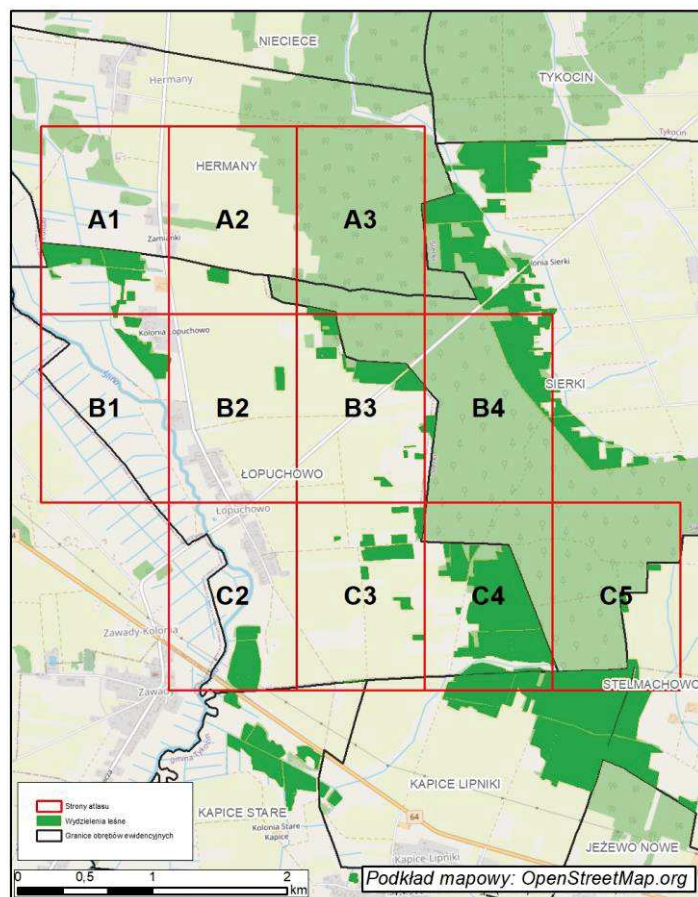 NIECIECE
Hermany
TYKOCIN
Tykocin
HERMANY
A1
A2
A3
Zamianki
Kolonia Sierki
Kolonia Łopuchowo
SIERKI
B1
B2
B3
B4
Ślina
ŁOPUCHOWO
Łopuchowo
C2
C3
C4
C5
Zawady-Kolonia
Zawady
STELMACHOWO
gmina Tykocin
KAPICE LIPNIKI
KAPICE STARE
Kolonia Stare
Kapice
64
Kapice-Lipniki
JEŻEWO NOWE
Strony atlasu
Wydzielenia leśne
Granice obrębów ewidencyjnych
0 0,5 1 2
km
Podkład mapowy: OpenStreetMap.org